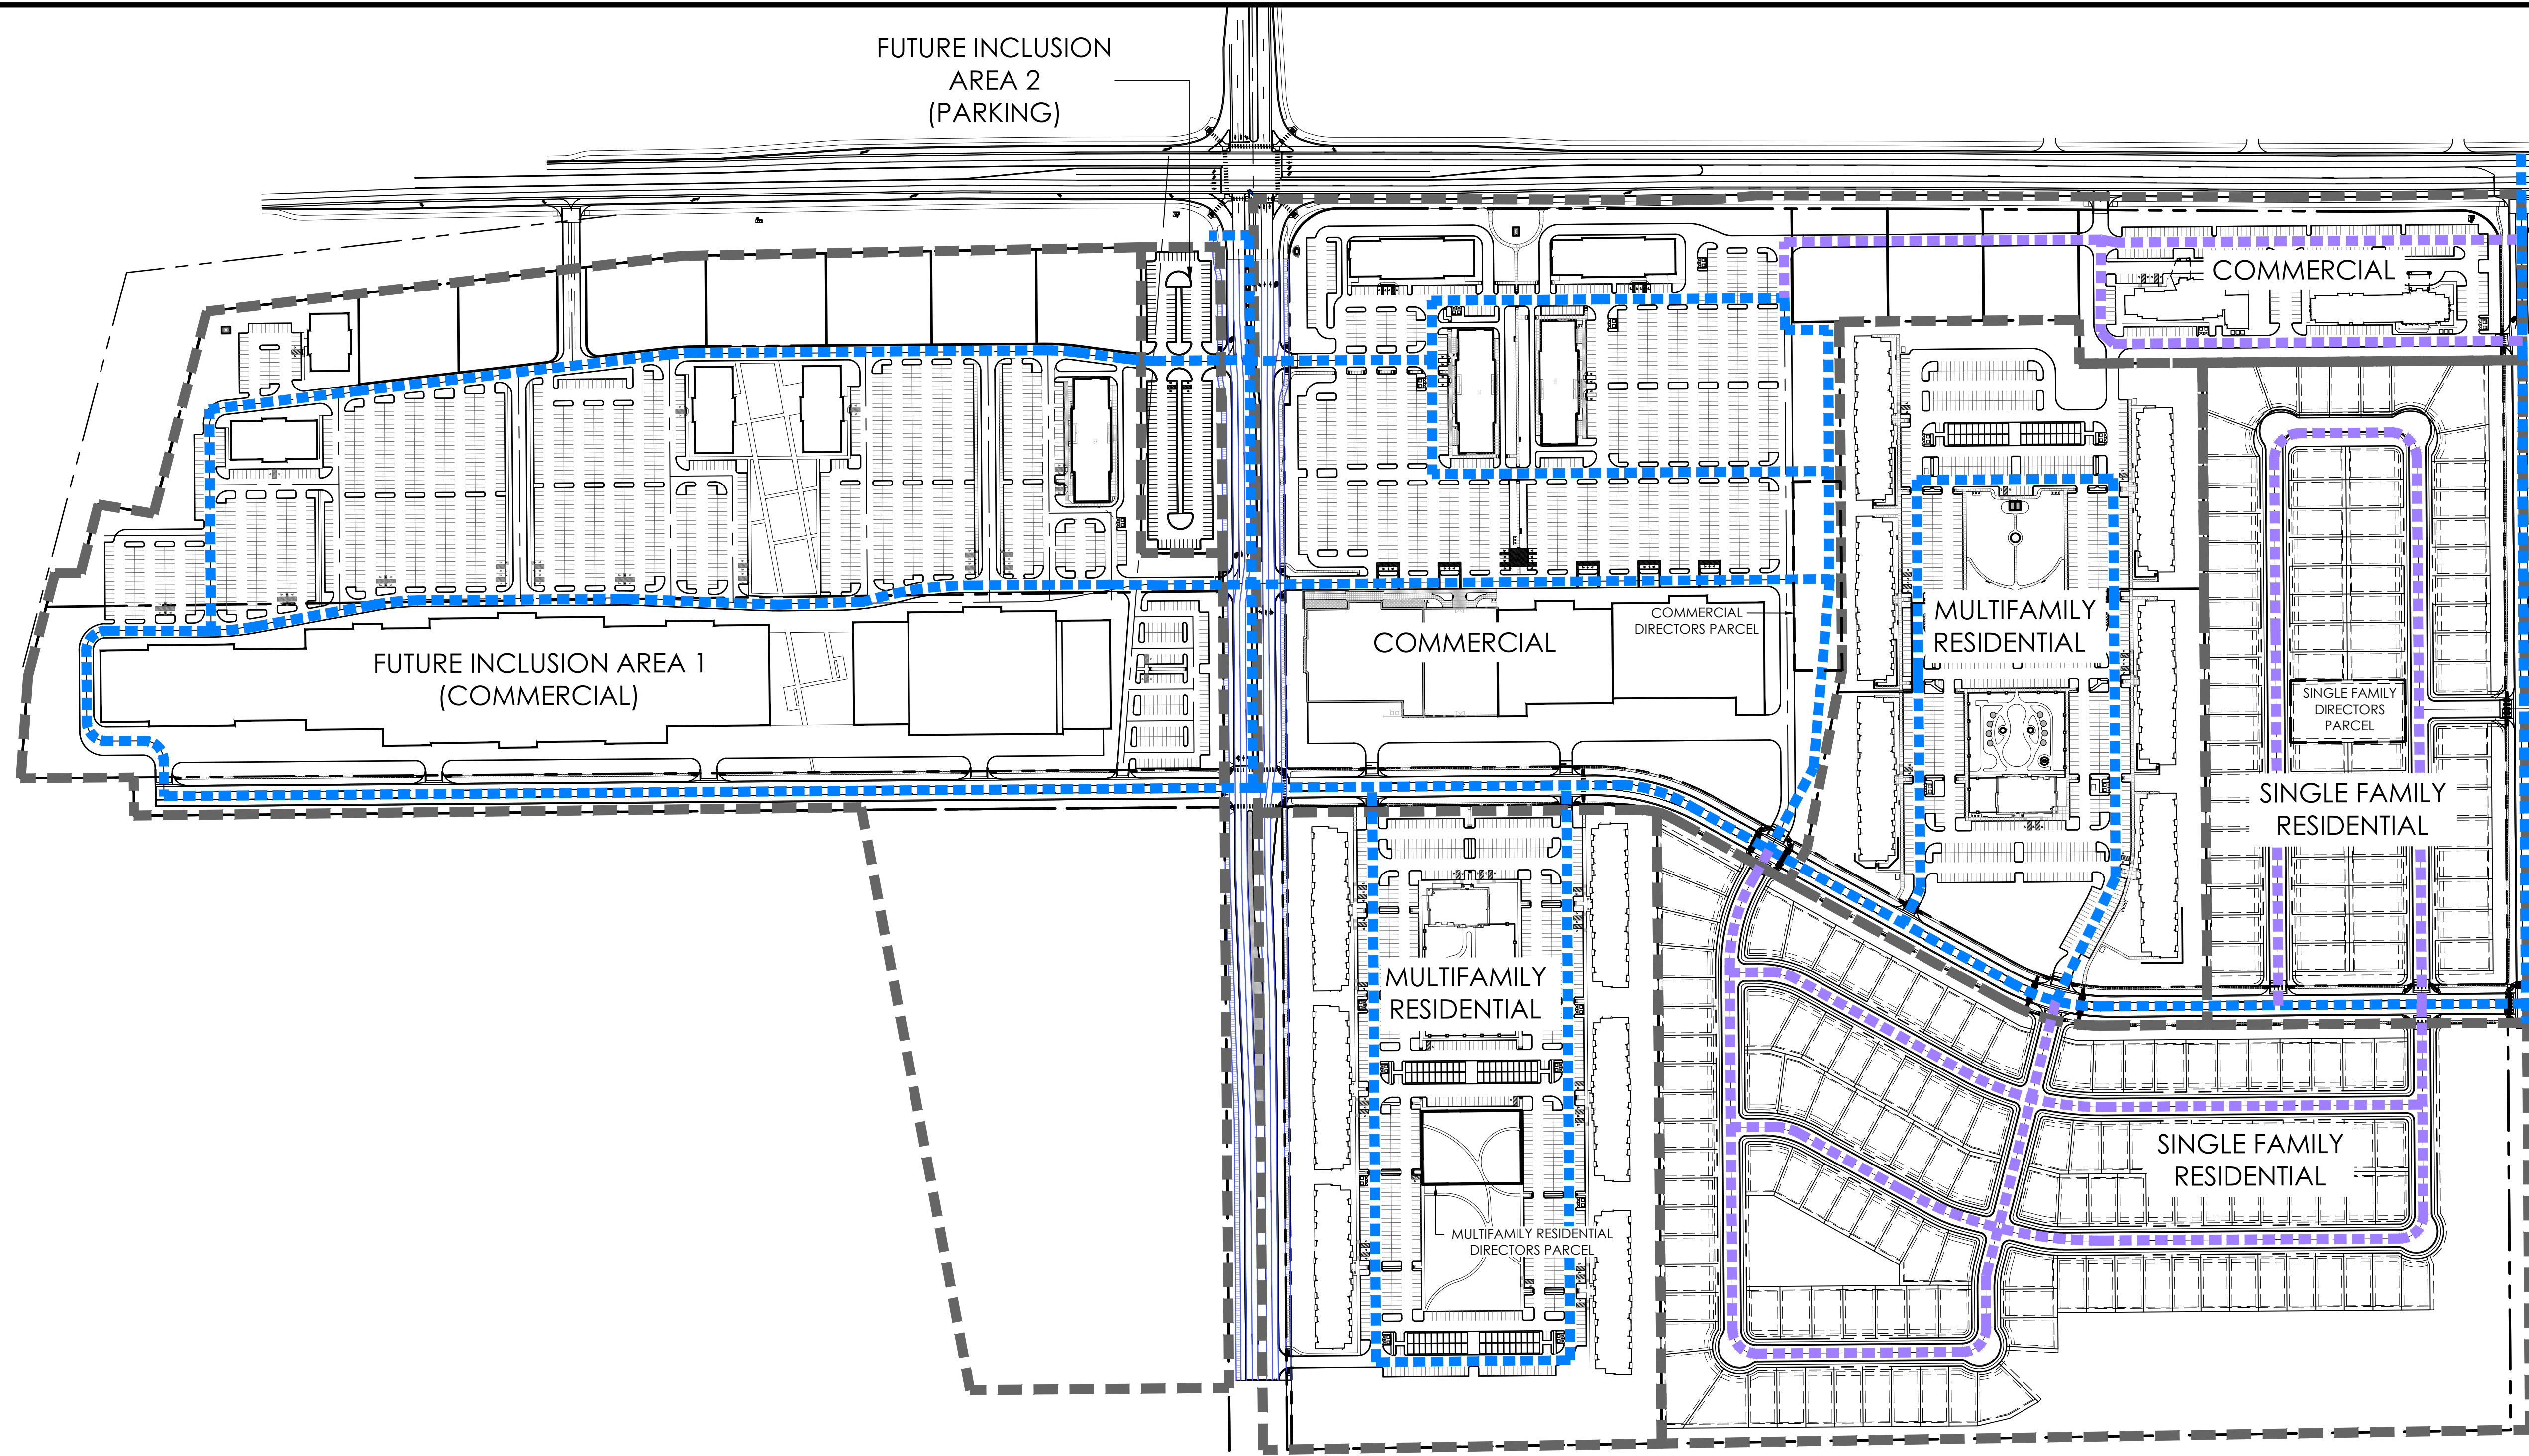 FUTURE INCLUSION
AREA 2
(PARKING)
COMMERCIAL
FUTURE INCLUSION AREA 1
(COMMERCIAL)
COMMERCIAL
COMMERCIAL
DIRECTORS PARCEL
MULTIFAMILY
RESIDENTIAL
SINGLE FAMILY
DIRECTORS
PARCEL
SINGLE FAMILY
RESIDENTIAL
MULTIFAMILY
RESIDENTIAL
SINGLE FAMILY
RESIDENTIAL
MULTIFAMILY RESIDENTIAL
DIRECTORS PARCEL